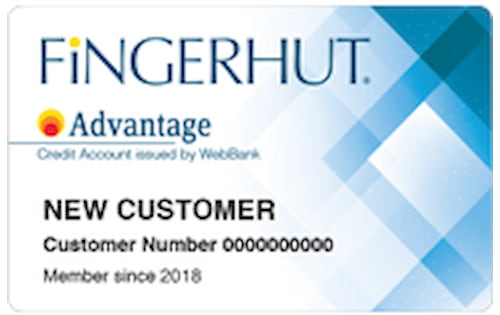 FiNGERHUT®
Advantage
Credit Account issued by WebBank
NEW CUSTOMER
Customer Number 0000000000
Member since 2018